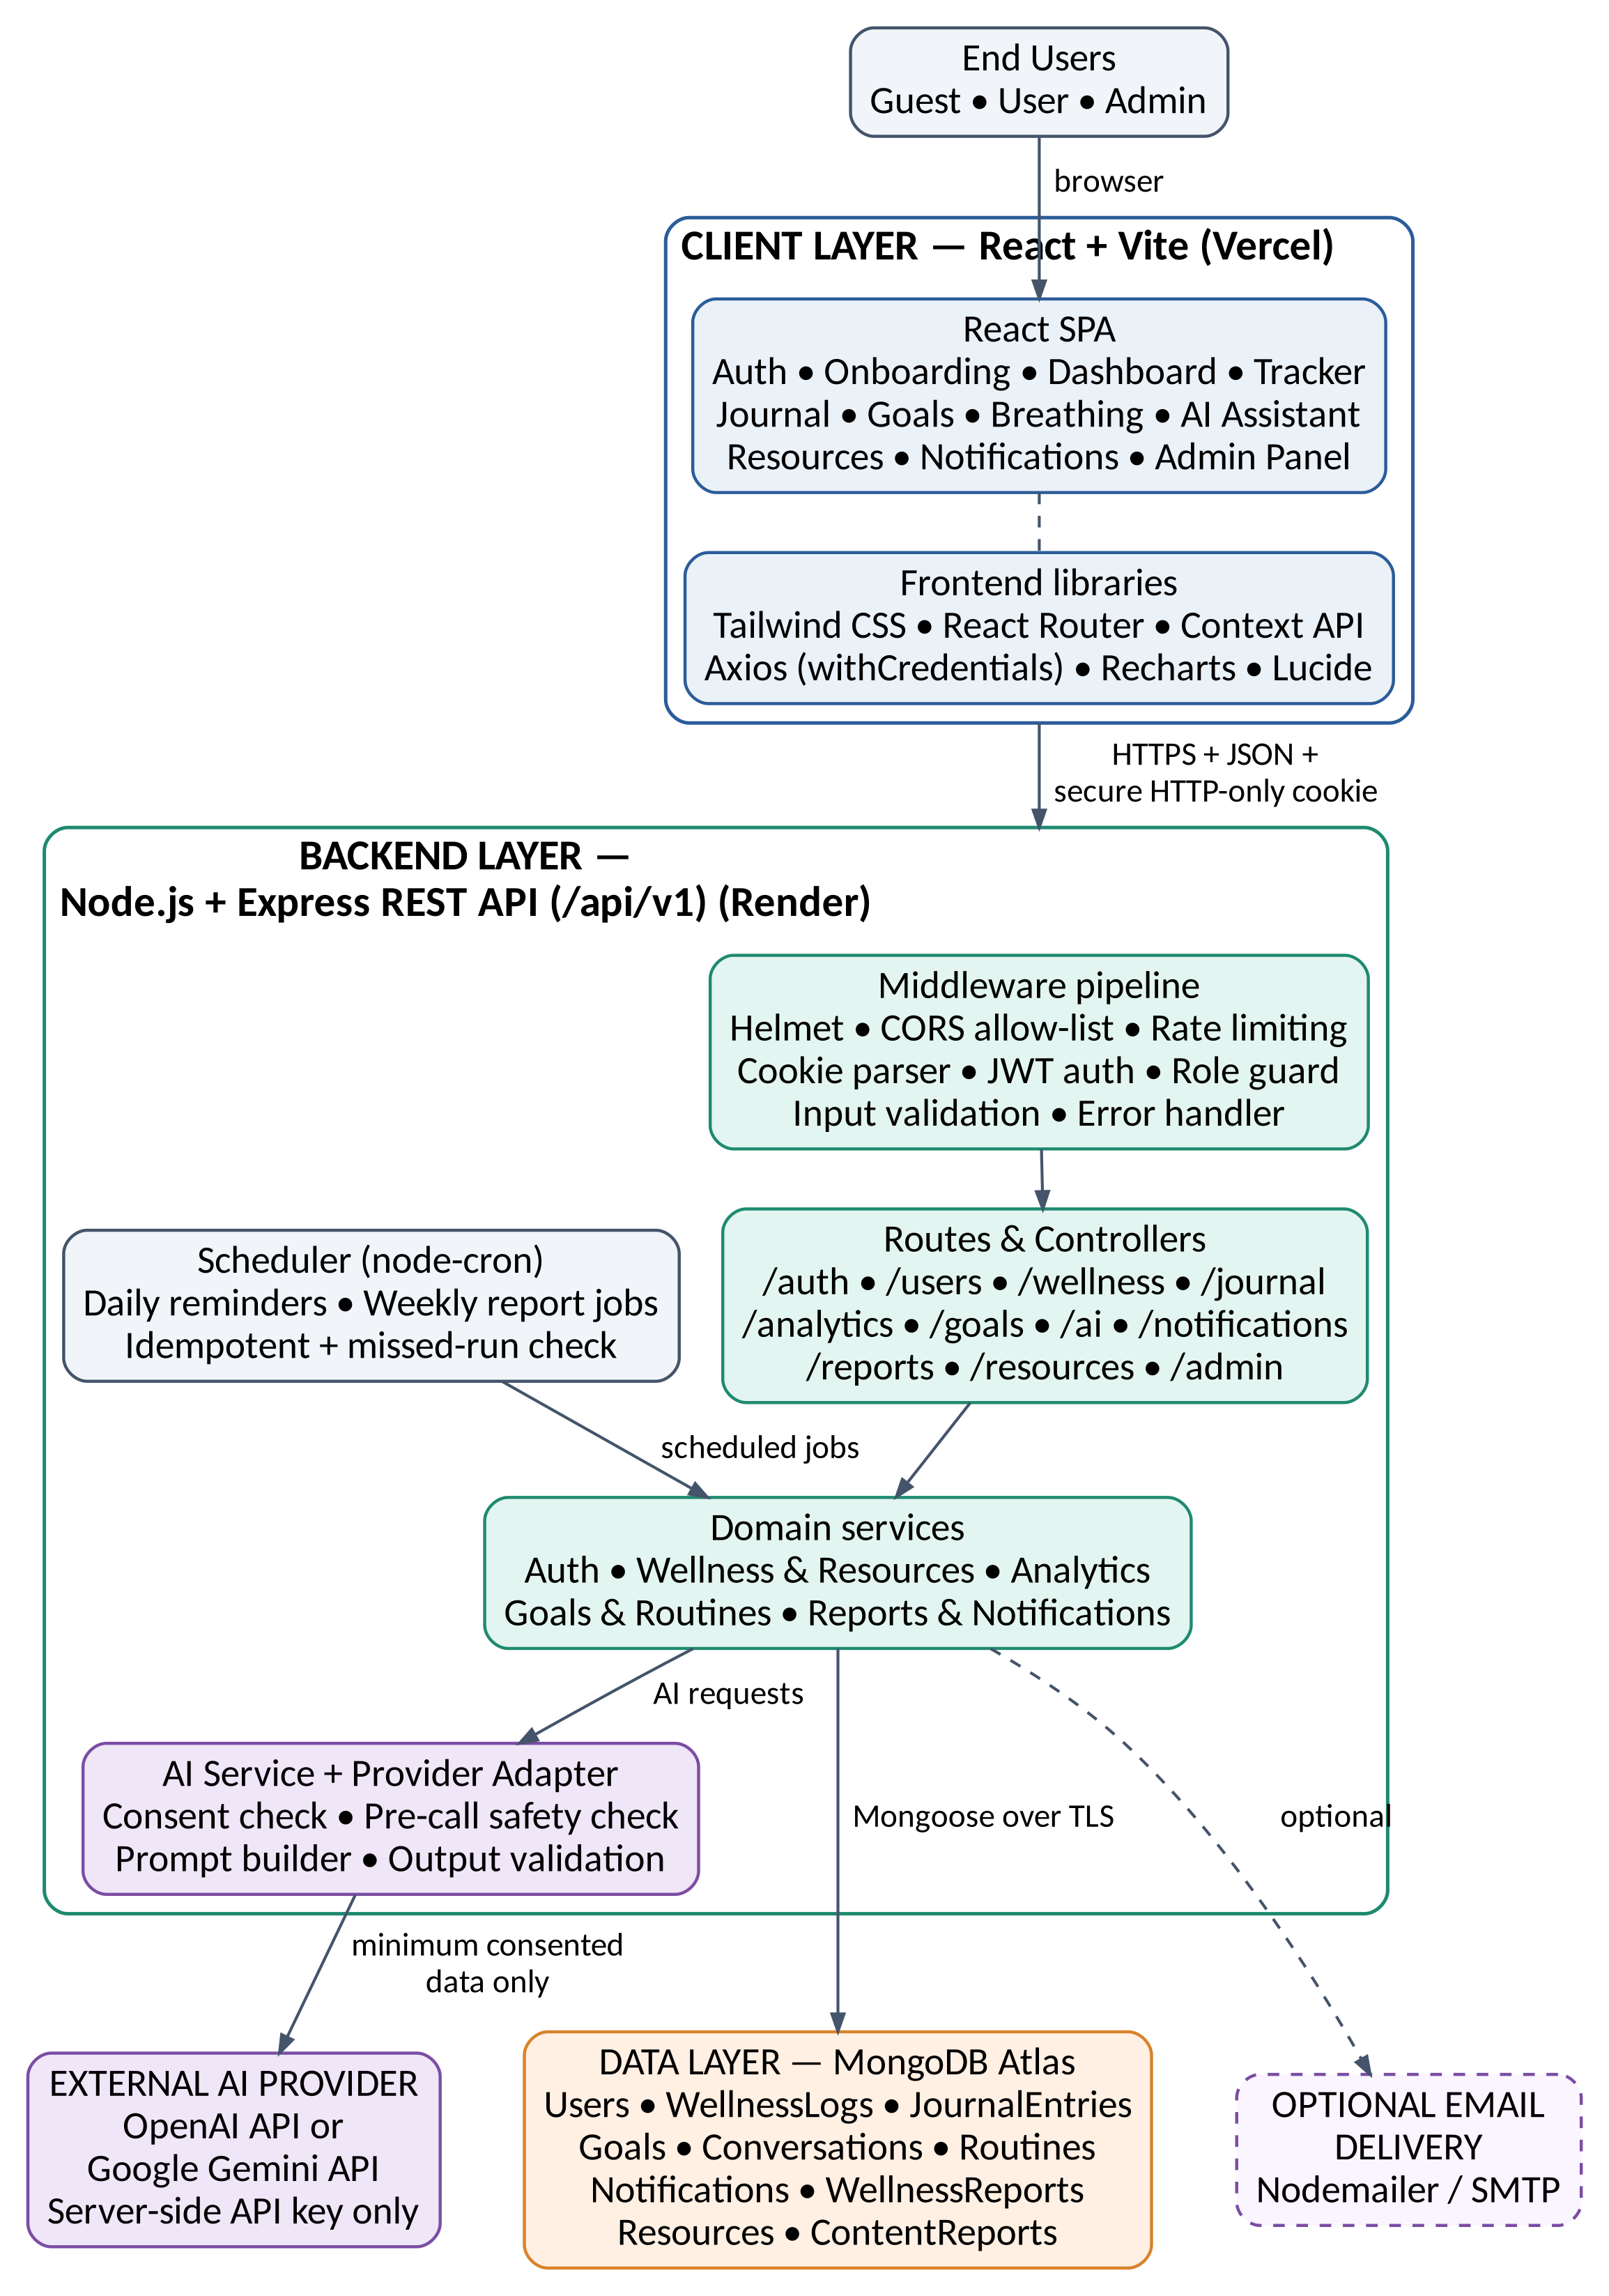 End Users
Guest • User • Admin
browser
CLIENT LAYER — React + Vite (Vercel)
React SPA
Auth • Onboarding • Dashboard • Tracker
Journal • Goals • Breathing • AI Assistant
Resources • Notifications • Admin Panel
Frontend libraries
Tailwind CSS • React Router • Context API
Axios (withCredentials) • Recharts • Lucide
HTTPS + JSON +
secure HTTP-only cookie
BACKEND LAYER —
Node.js + Express REST API (/api/v1) (Render)
Middleware pipeline
Helmet • CORS allow-list • Rate limiting
Cookie parser • JWT auth • Role guard
Input validation • Error handler
Scheduler (node-cron)
Daily reminders • Weekly report jobs
Idempotent + missed-run check
Routes & Controllers
/auth • /users • /wellness • /journal
/analytics • /goals • /ai • /notifications
/reports • /resources • /admin
scheduled jobs
Domain services
Auth • Wellness & Resources • Analytics
Goals & Routines • Reports & Notifications
AI requests
AI Service + Provider Adapter
Consent check • Pre-call safety check
Prompt builder • Output validation
Mongoose over TLS
optional
minimum consented
data only
EXTERNAL AI PROVIDER
OpenAI API or
Google Gemini API
Server-side API key only
DATA LAYER — MongoDB Atlas
Users • WellnessLogs • JournalEntries
Goals • Conversations • Routines
Notifications • WellnessReports
Resources • ContentReports
OPTIONAL EMAIL
DELIVERY
Nodemailer / SMTP